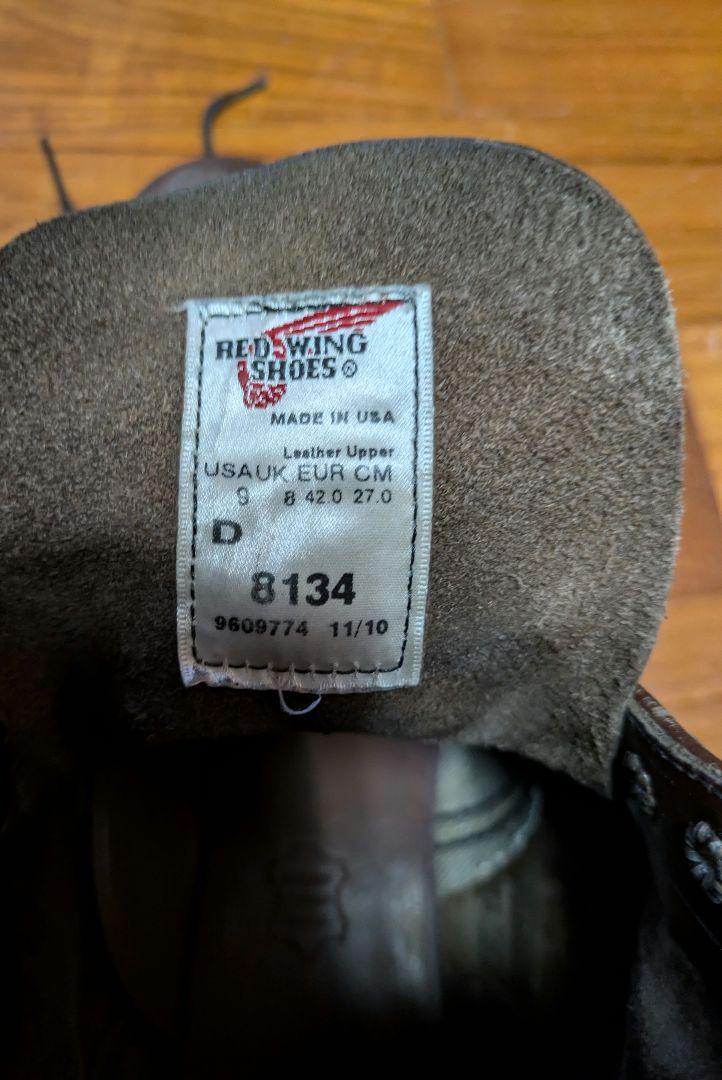 RED WING
SHOES®
MADE IN USA
Leather Upper
USA UK EUR CM
9 8 42.0 27.0
D
8134
9609774 11/10